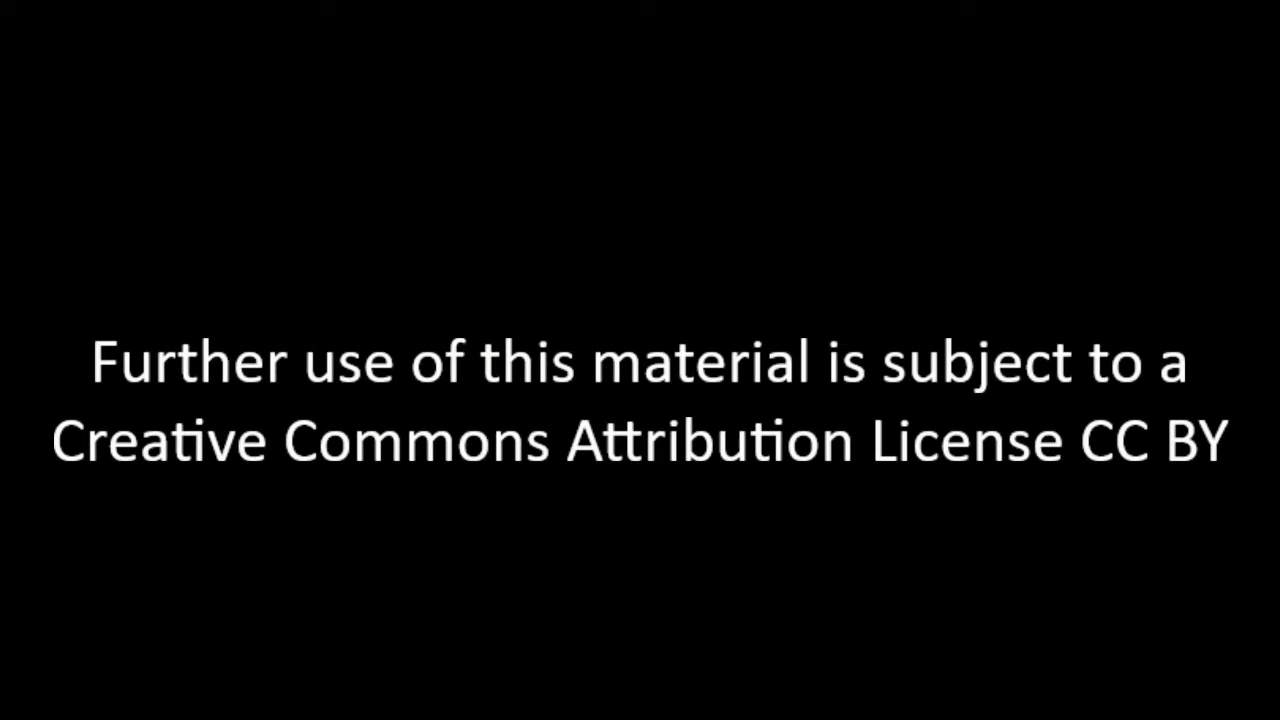 Further use of this material is subject to a
Creative Commons Attribution License CC BY